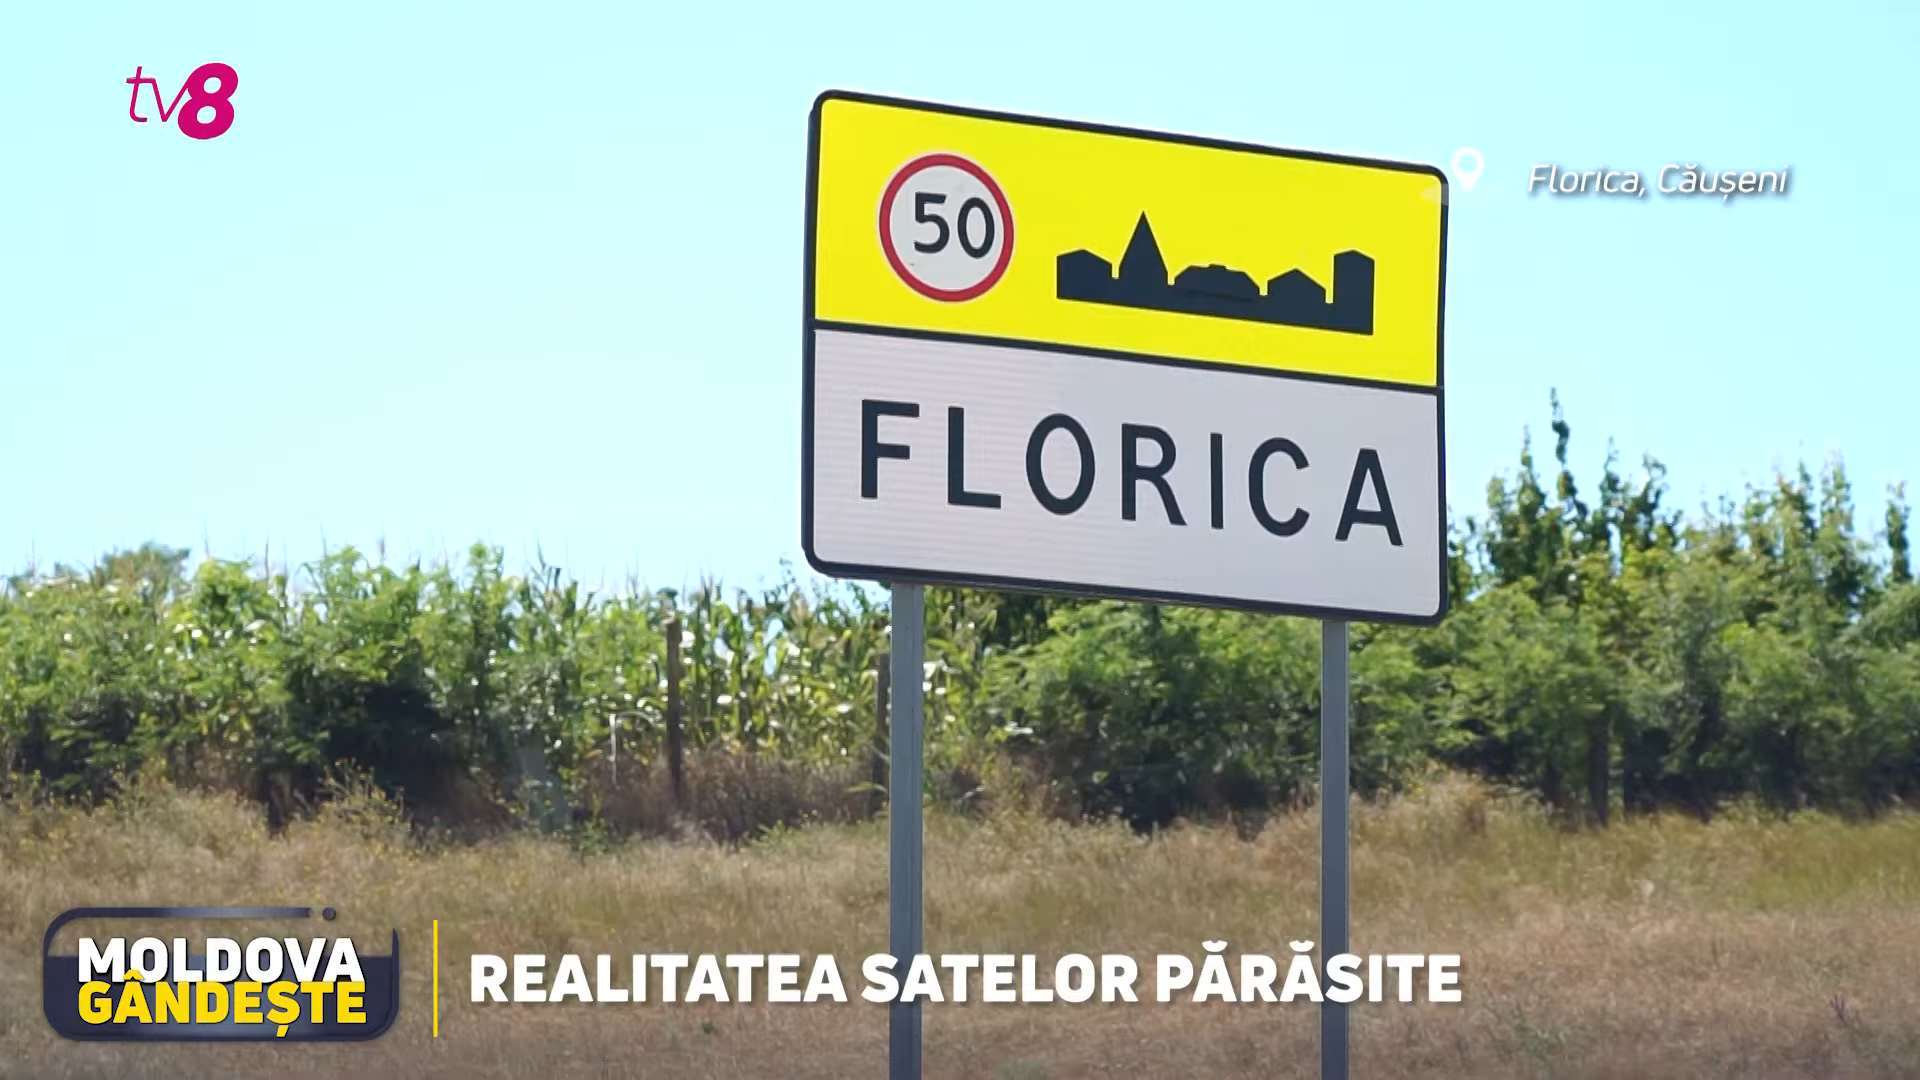 tv8
Florica, Căușeni
50
FLORICA
MOLDOVA
GÂNDEȘTE
REALITATEA SATELOR PĂRĂSITE